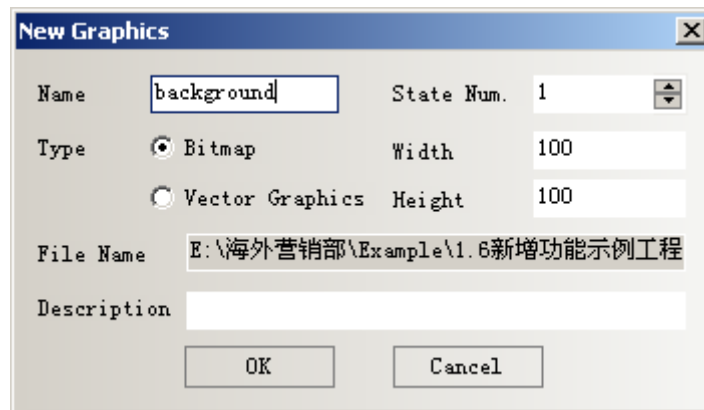 New Graphics
Name background State Num. 1
Type Bitmap Width 100
Vector Graphics Height 100
File Name E:\海外营销部\Example\1.6新增功能示例工程
Description
OK Cancel